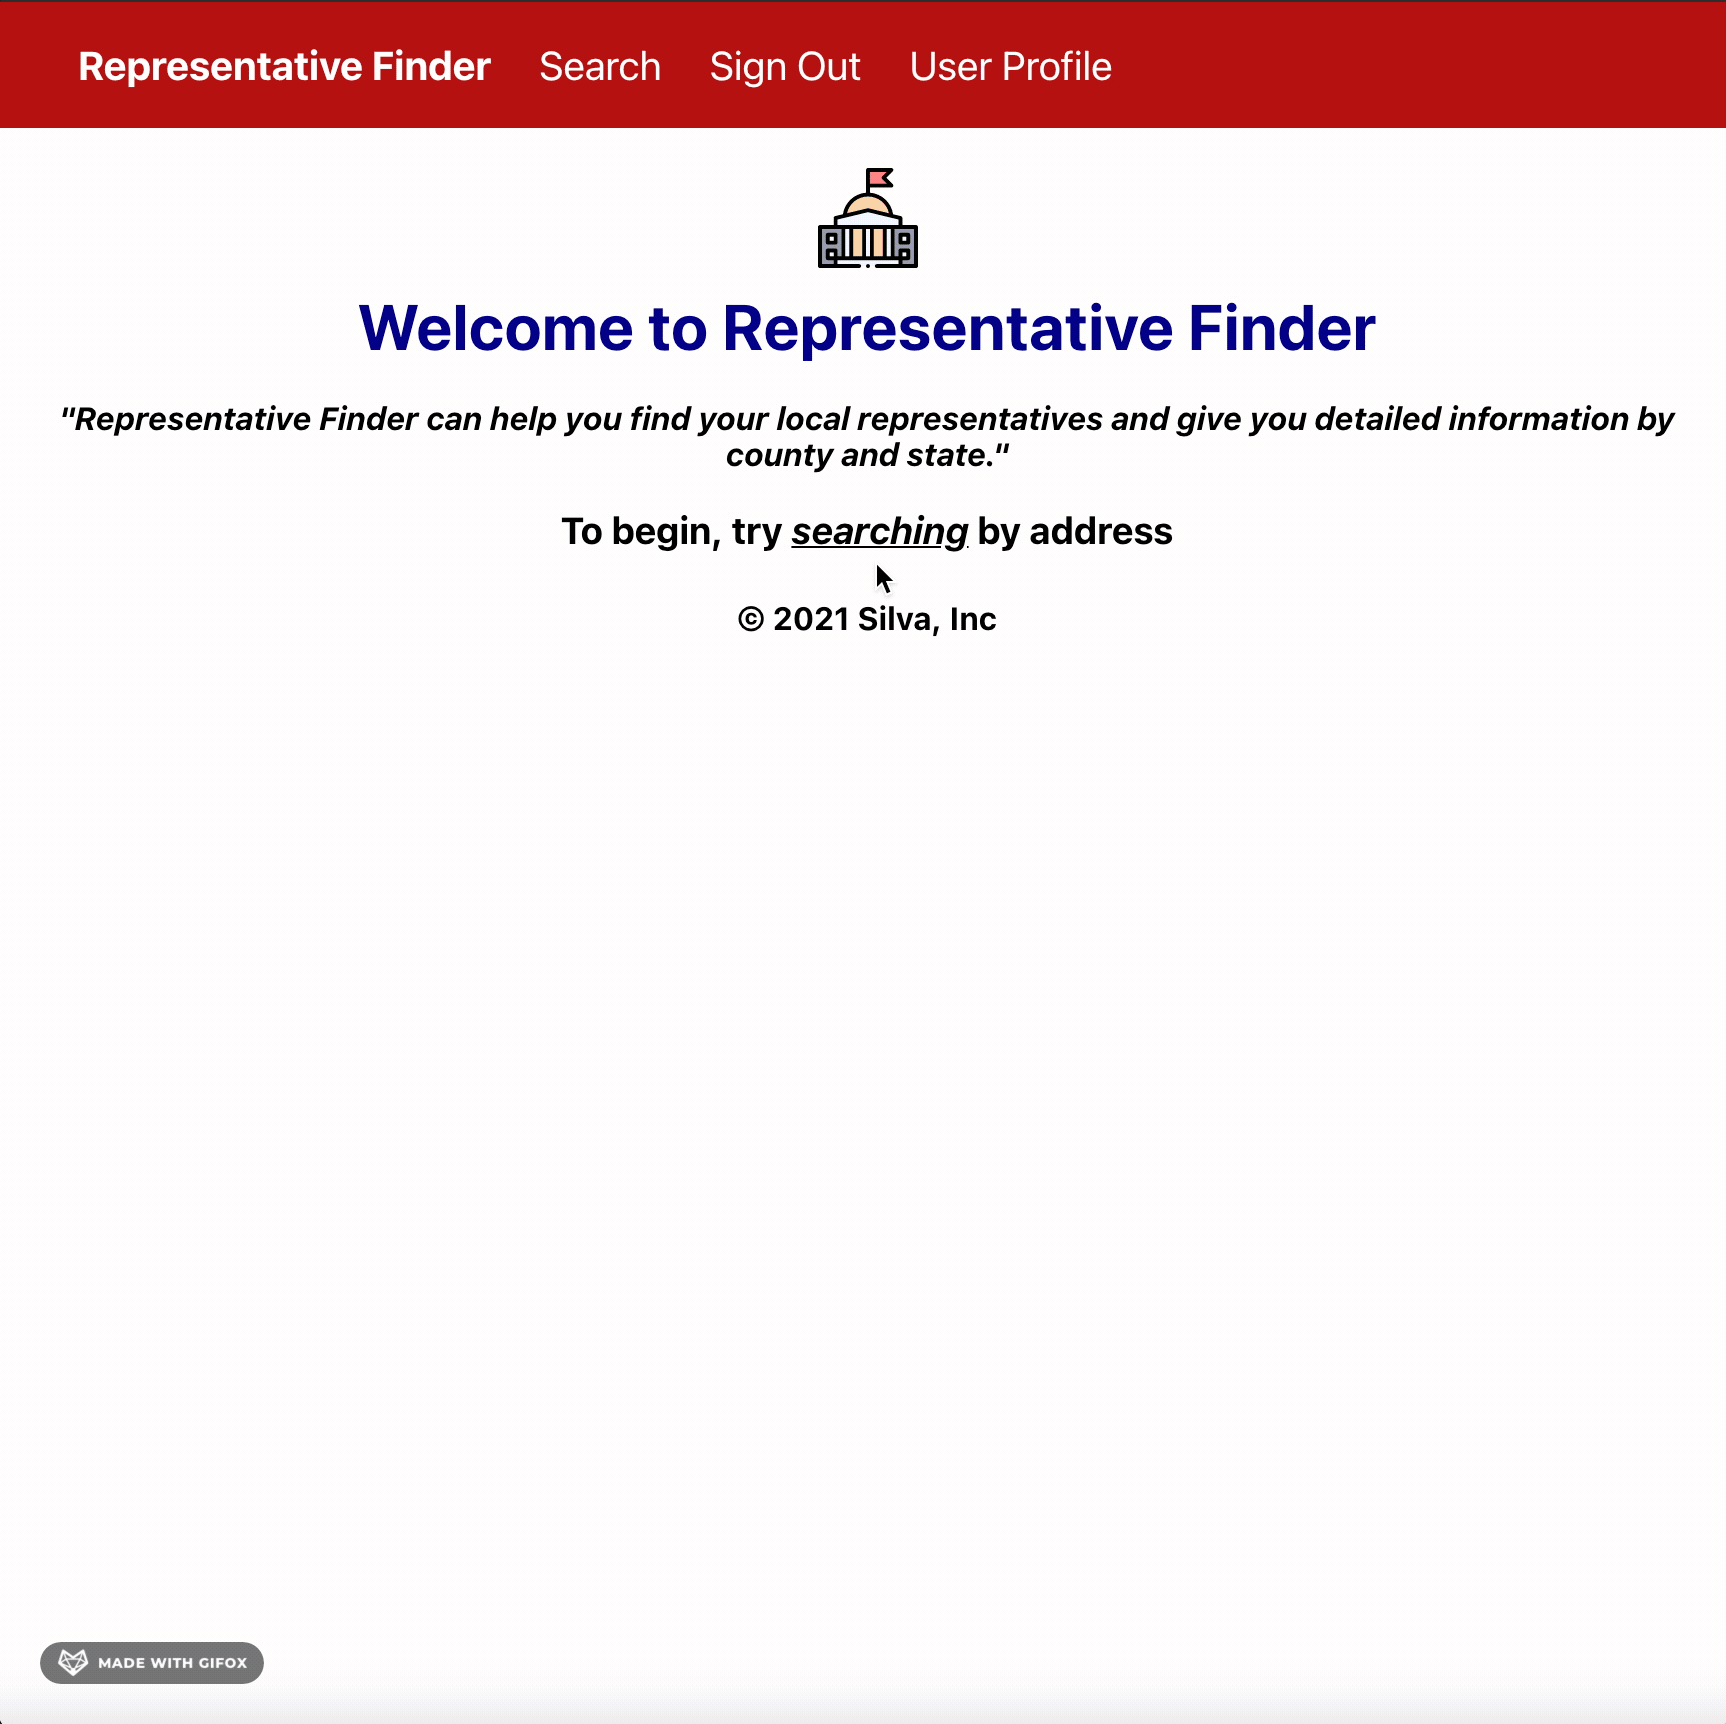 Representative Finder Search Sign Out User Profile
Welcome to Representative Finder
"Representative Finder can help you find your local representatives and give you detailed information by
county and state."
To begin, try searching by address
© 2021 Silva, Inc
MADE WITH GIFOX